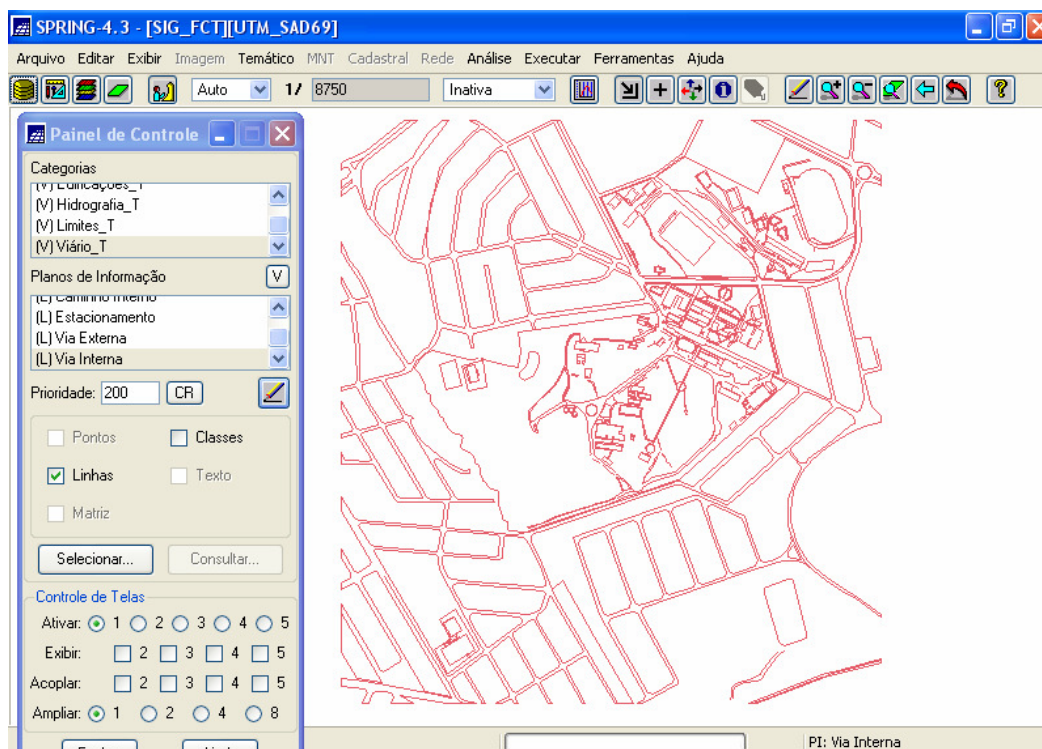 SPRING-4.3 - [SIG_FCT][UTM_SAD69]
Arquivo Editar Exibir Imagem Temático MNT Cadastral Rede Análise Executar Ferramentas Ajuda
Auto 1/ 8750 Inativa
Painel de Controle
Categorias
(V) Edificações_T
(V) Hidrografia_T
(V) Limites_T
(V) Viário_T
Planos de Informação V
(L) Caminho Interno
(L) Estacionamento
(L) Via Externa
(L) Via Interna
Prioridade: 200 CR
Pontos Classes
Linhas Texto
Matriz
Selecionar... Consultar...
Controle de Telas
Ativar: 1 2 3 4 5
Exibir: 2 3 4 5
Acoplar: 2 3 4 5
Ampliar: 1 2 4 8
PI: Via Interna